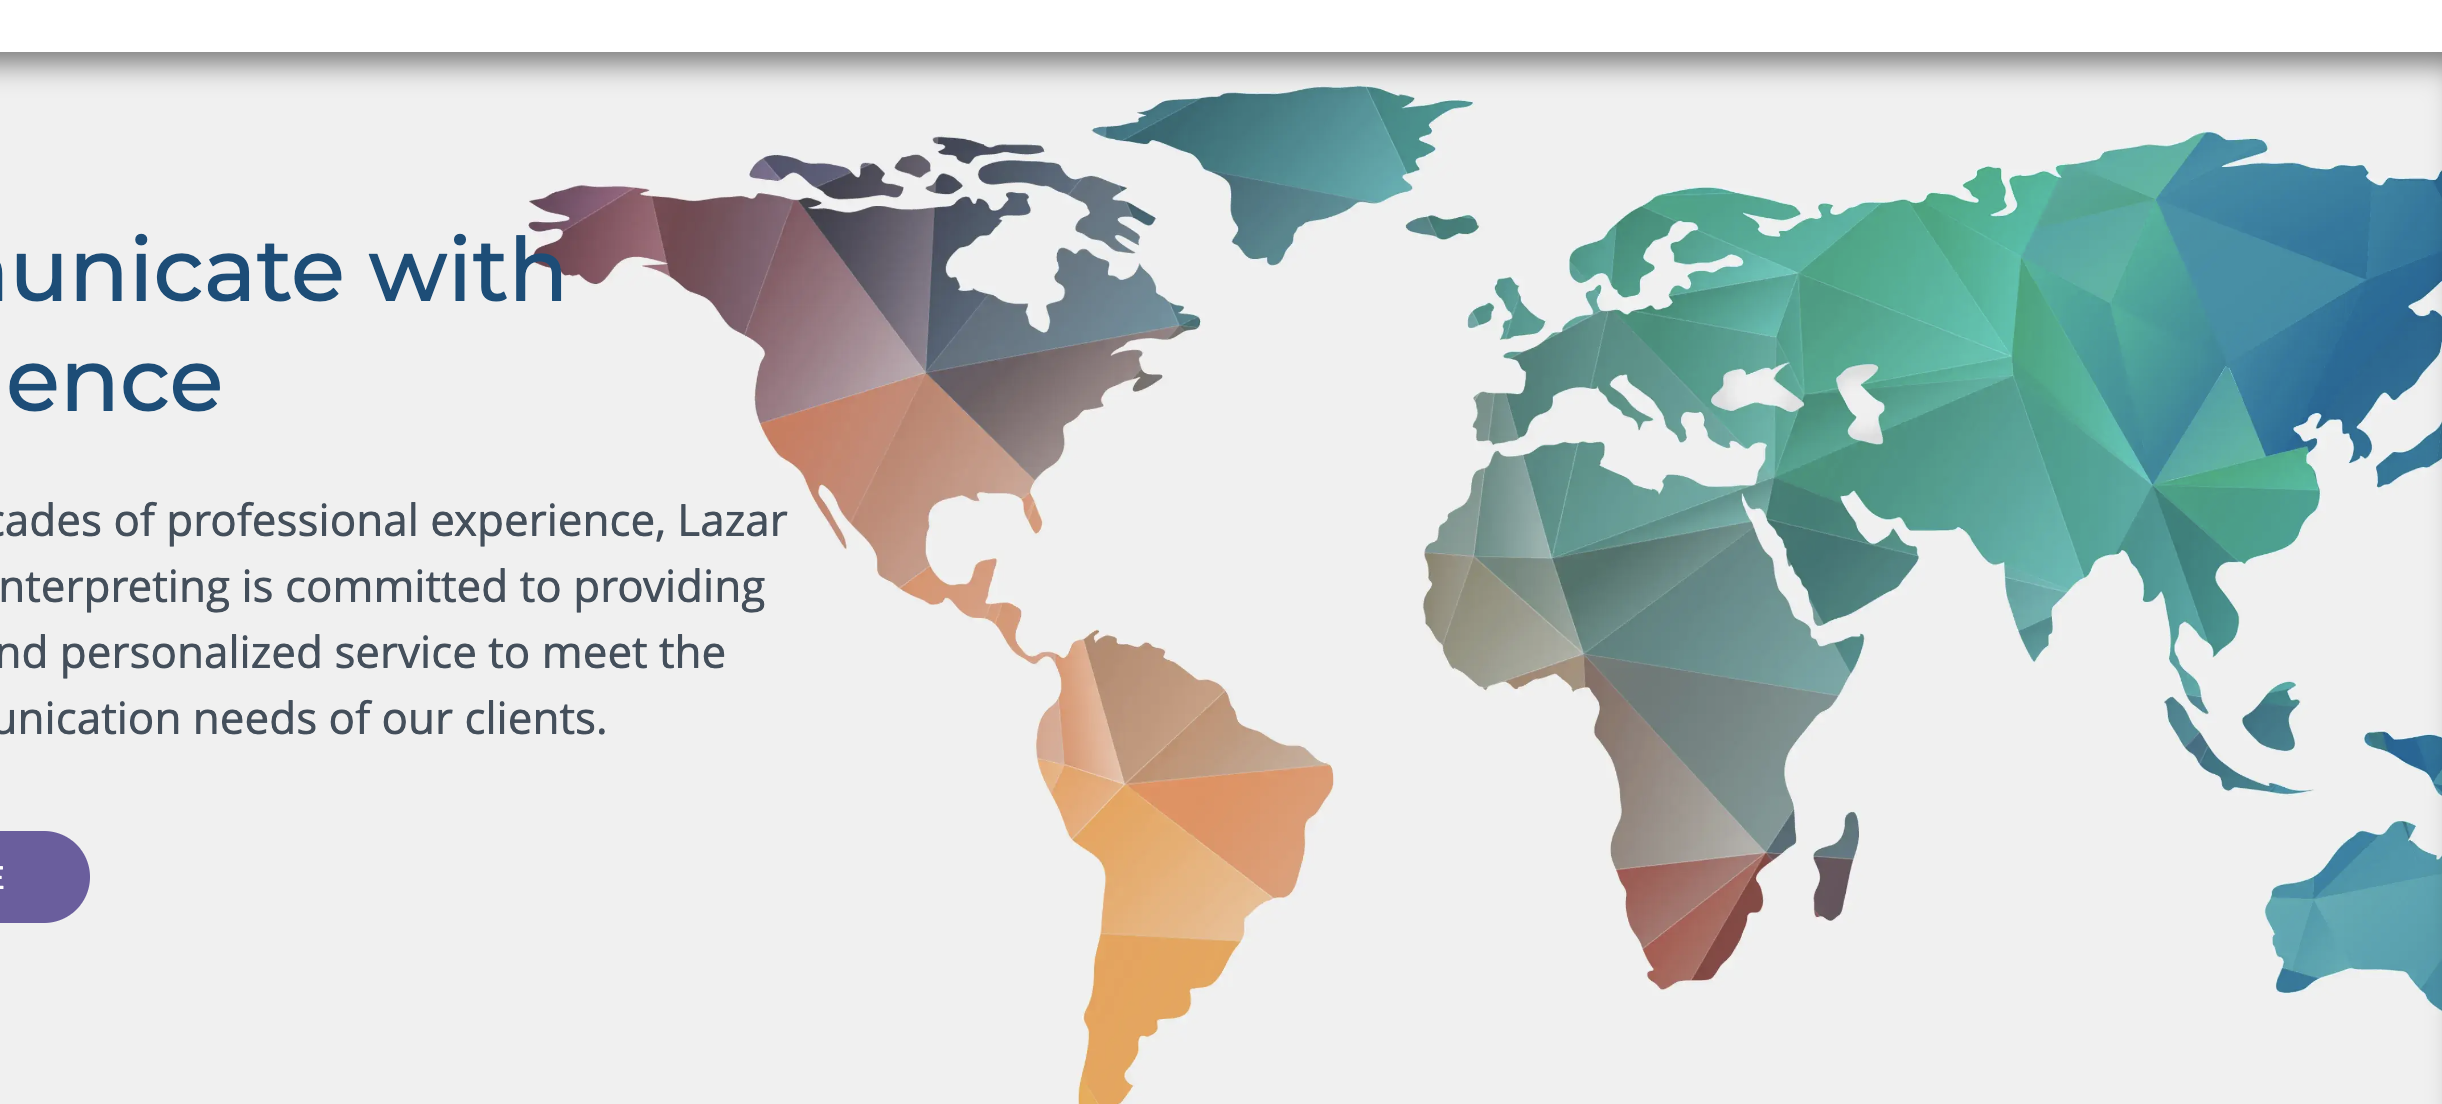 unicate with
ence
cades of professional experience, Lazar
nterpreting is committed to providing
nd personalized service to meet the
unication needs of our clients.
E